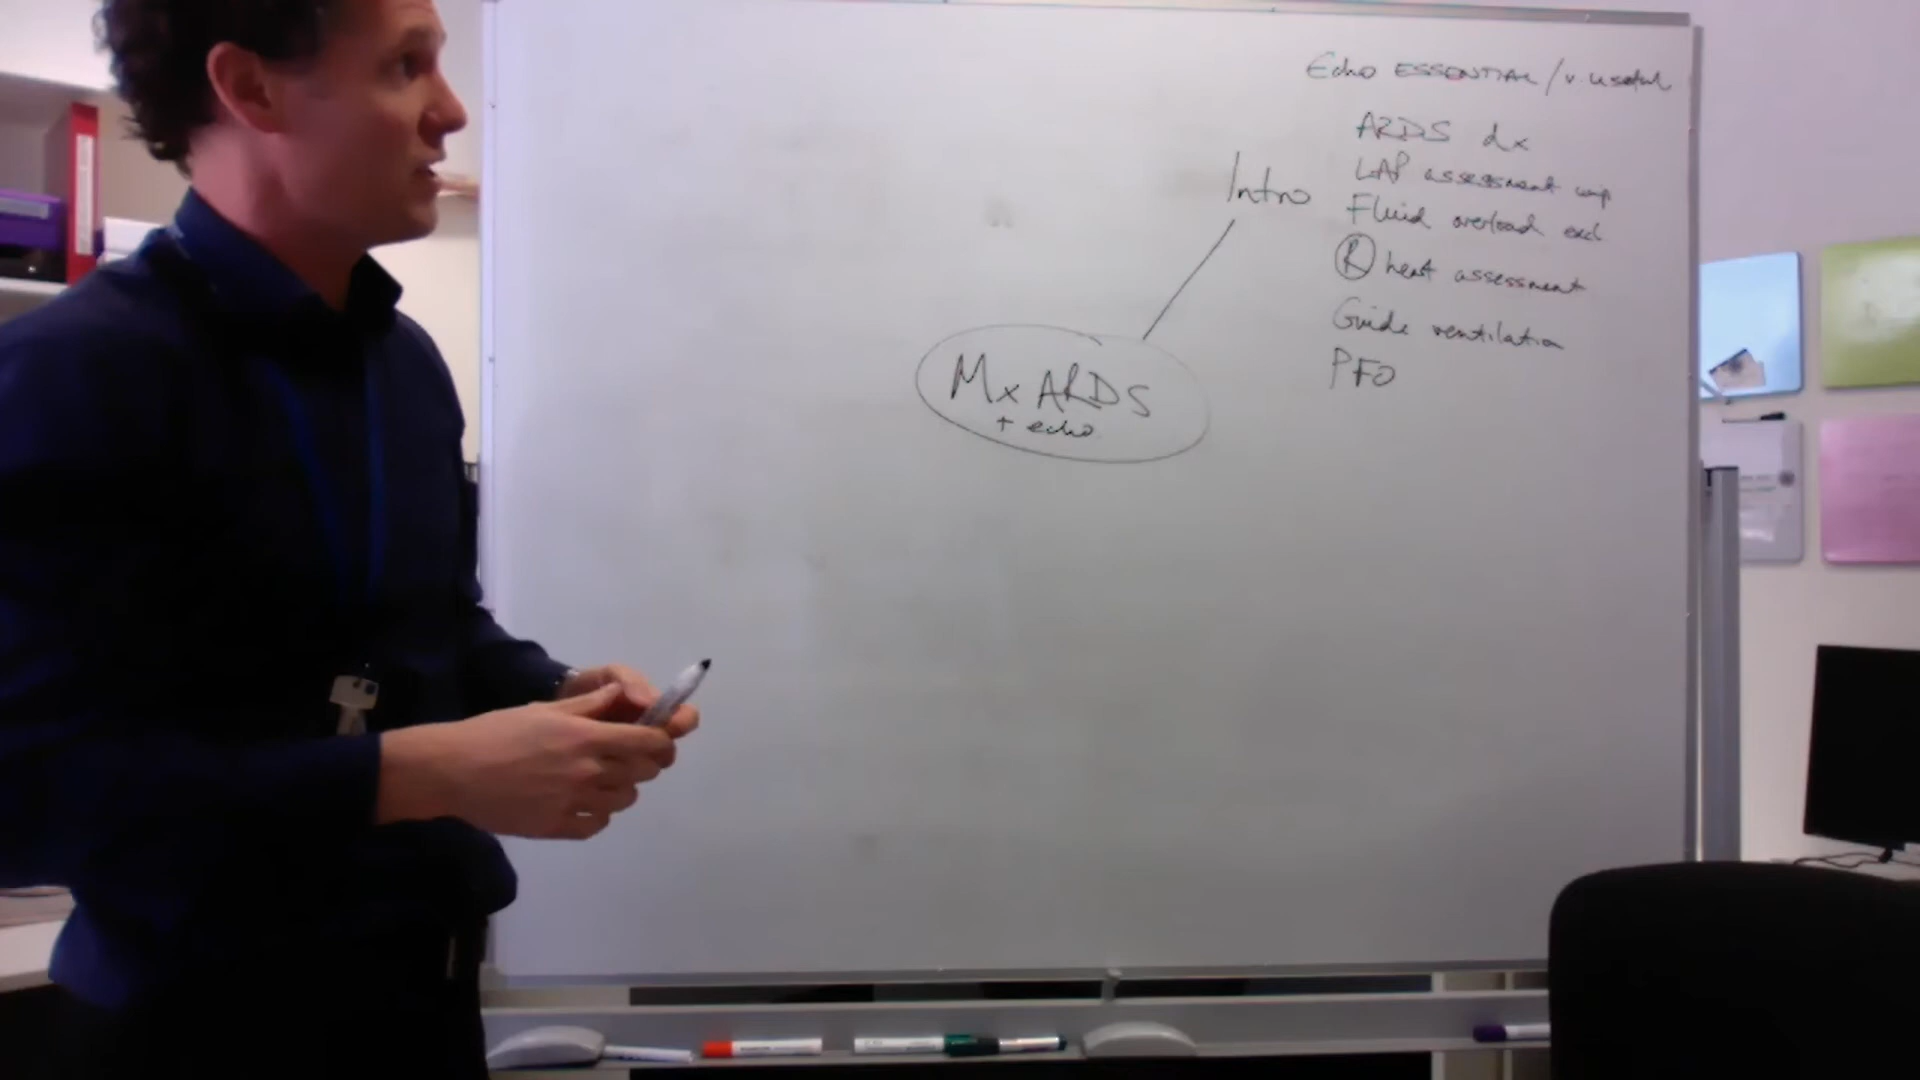 Echo ESSENTIAL / v. useful
ARDS dx
LAP assessment
Intro
Fluid overload excl
R heart assessment
Guide ventilation
PFO
Mx ARDS
+ echo